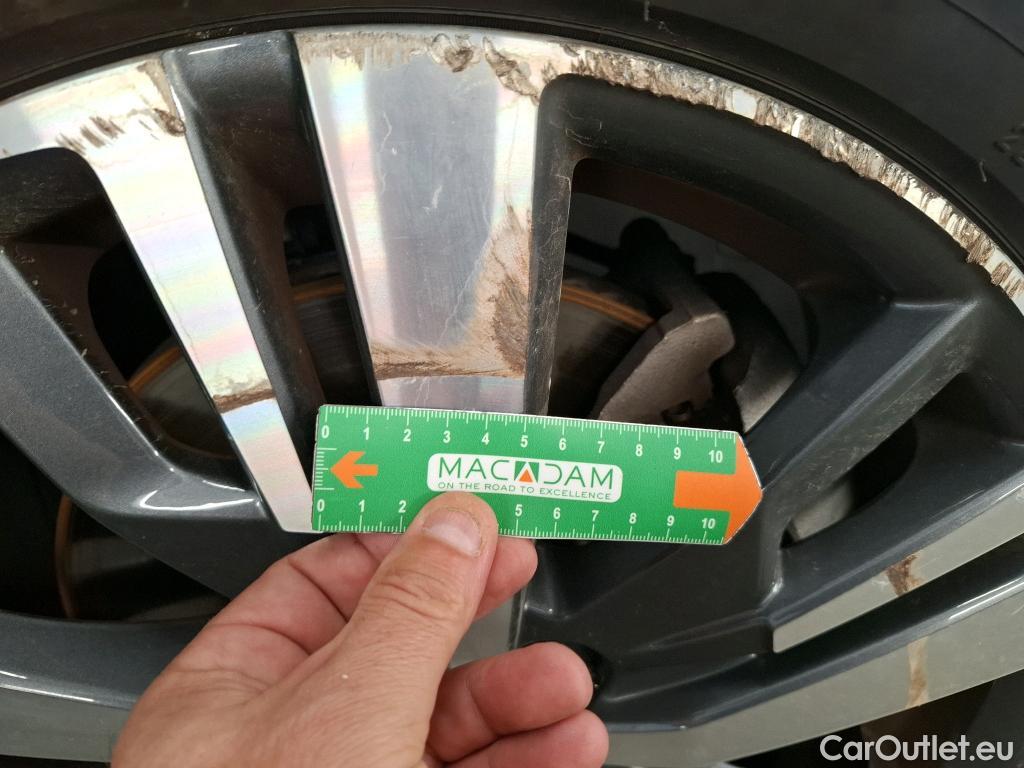 0 1 2 3 4 5 6 7 8 9 10
MACADAM
ON THE ROAD TO EXCELLENCE
0 1 2 5 6 7 8 9 10
CarOutlet.eu